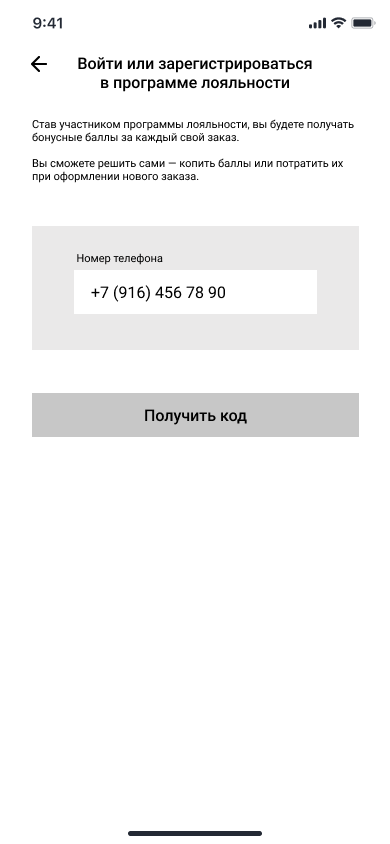 9:41
Войти или зарегистрироваться
в программе лояльности
Став участником программы лояльности, вы будете получать
бонусные баллы за каждый свой заказ.
Вы сможете решить сами — копить баллы или потратить их
при оформлении нового заказа.
Номер телефона
+7 (916) 456 78 90
Получить код